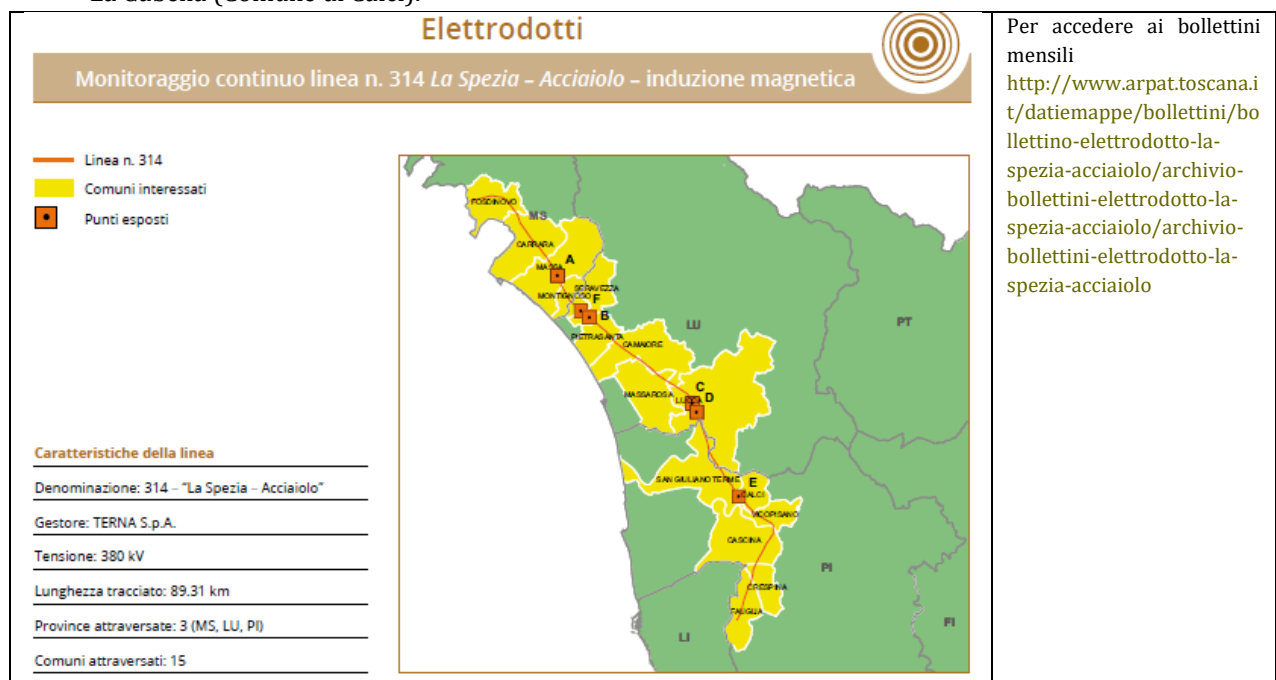 Elettrodotti
Monitoraggio continuo linea n. 314 La Spezia – Acciaiolo – induzione magnetica
Linea n. 314
Comuni interessati
Punti esposti
FOSDINOVO
MS
CARRARA
MASSA
A
SERAVEZZA
MONTIGNOSO
F
B
PIETRASANTA
CAMAIORE
LU
PT
MASSAROSA
C
LUCCA
D
SAN GIULIANO TERME
E
CALCI
VICOPISANO
CASCINA
PI
CRESPINA
FAUGLIA
LI
FI
Caratteristiche della linea
Denominazione: 314 – “La Spezia – Acciaiolo”
Gestore: TERNA S.p.A.
Tensione: 380 kV
Lunghezza tracciato: 89.31 km
Province attraversate: 3 (MS, LU, PI)
Comuni attraversati: 15
Per accedere ai bollettini
mensili
http://www.arpat.toscana.i
t/datiemappe/bollettini/bo
llettino-elettrodotto-la-
spezia-acciaiolo/archivio-
bollettini-elettrodotto-la-
spezia-acciaiolo/archivio-
bollettini-elettrodotto-la-
spezia-acciaiolo